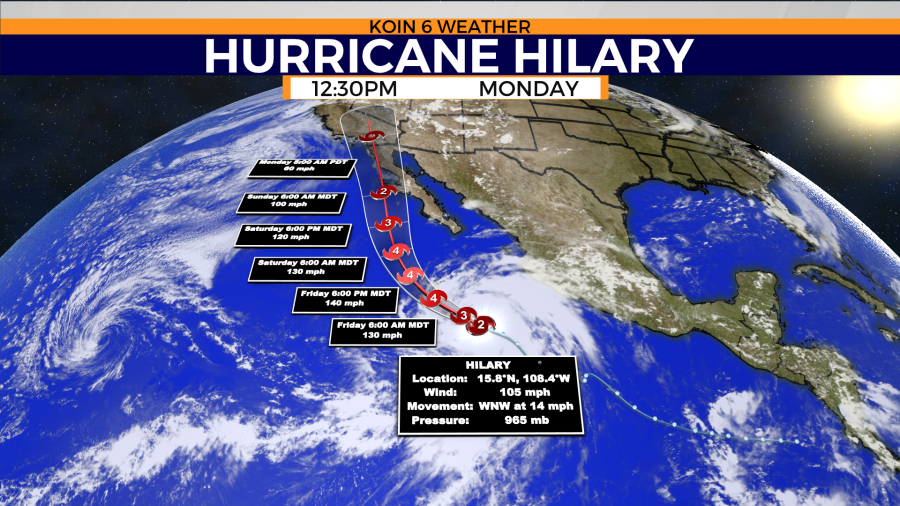 KOIN 6 WEATHER
HURRICANE HILARY
12:30PM MONDAY
Monday 5:00 AM PDT
60 mph
2
Sunday 6:00 AM MDT
100 mph
3
Saturday 6:00 PM MDT
120 mph
4
Saturday 6:00 AM MDT
130 mph
4
Friday 6:00 PM MDT
140 mph
4
Friday 6:00 AM MDT
130 mph
3
2
HILARY
Location: 15.8°N, 108.4°W
Wind: 105 mph
Movement: WNW at 14 mph
Pressure: 965 mb